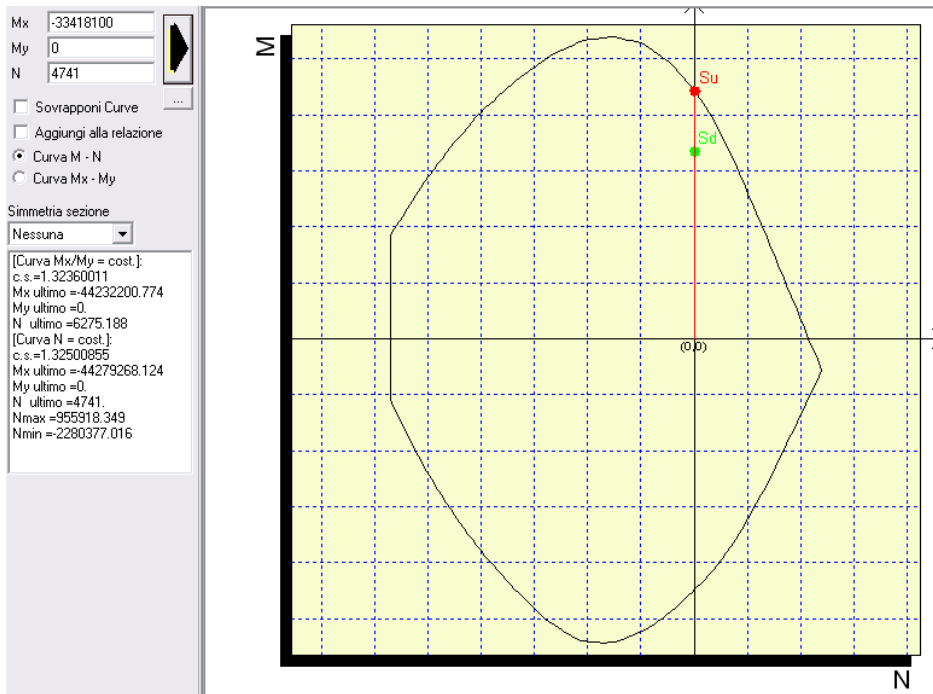 Mx -33418100
My 0
N 4741
...
Sovrapponi Curve
Aggiungi alla relazione
Curva M - N
Curva Mx - My
Simmetria sezione
Nessuna
[Curva Mx/My = cost.]:
c.s.=1.32360011
Mx ultimo =-44232200.774
My ultimo =0.
N  ultimo =6275.188
[Curva N = cost.]:
c.s.=1.32500855
Mx ultimo =-44279268.124
My ultimo =0.
N  ultimo =4741.
Nmax =955918.349
Nmin =-2280377.016
M
Su
Sd
(0,0)
N